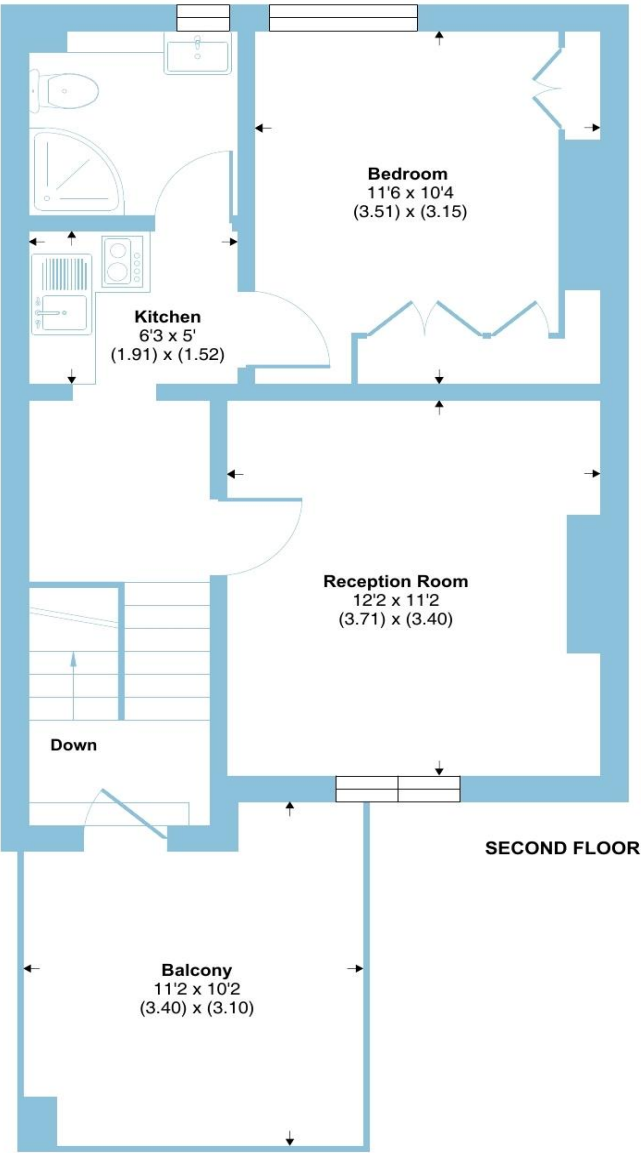 Bedroom
11'6 x 10'4
(3.51) x (3.15)
Kitchen
6'3 x 5'
(1.91) x (1.52)
Reception Room
12'2 x 11'2
(3.71) x (3.40)
Down
SECOND FLOOR
Balcony
11'2 x 10'2
(3.40) x (3.10)